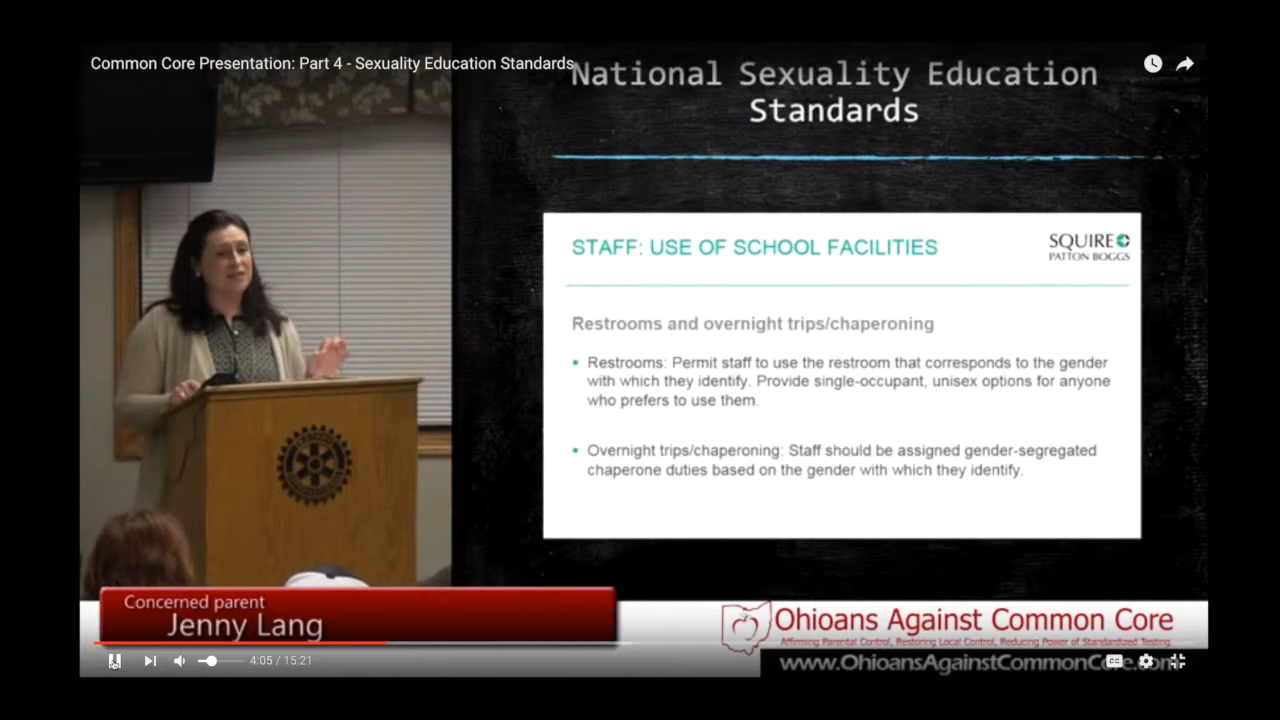 Common Core Presentation: Part 4 - Sexuality Education Standards
National Sexuality Education
Standards
STAFF: USE OF SCHOOL FACILITIES
SQUIRE
PATTON BOGGS
Restrooms and overnight trips/chaperoning
• Restrooms: Permit staff to use the restroom that corresponds to the gender
with which they identify. Provide single-occupant, unisex options for anyone
who prefers to use them.
• Overnight trips/chaperoning: Staff should be assigned gender-segregated
chaperone duties based on the gender with which they identify.
Concerned parent
Jenny Lang
Ohioans Against Common Core
Affirming Parental Control, Restoring Local Control, Reducing Power of Standardized Testing
4:05 / 15:21
www.OhioansAgainstCommonCore.com
CC